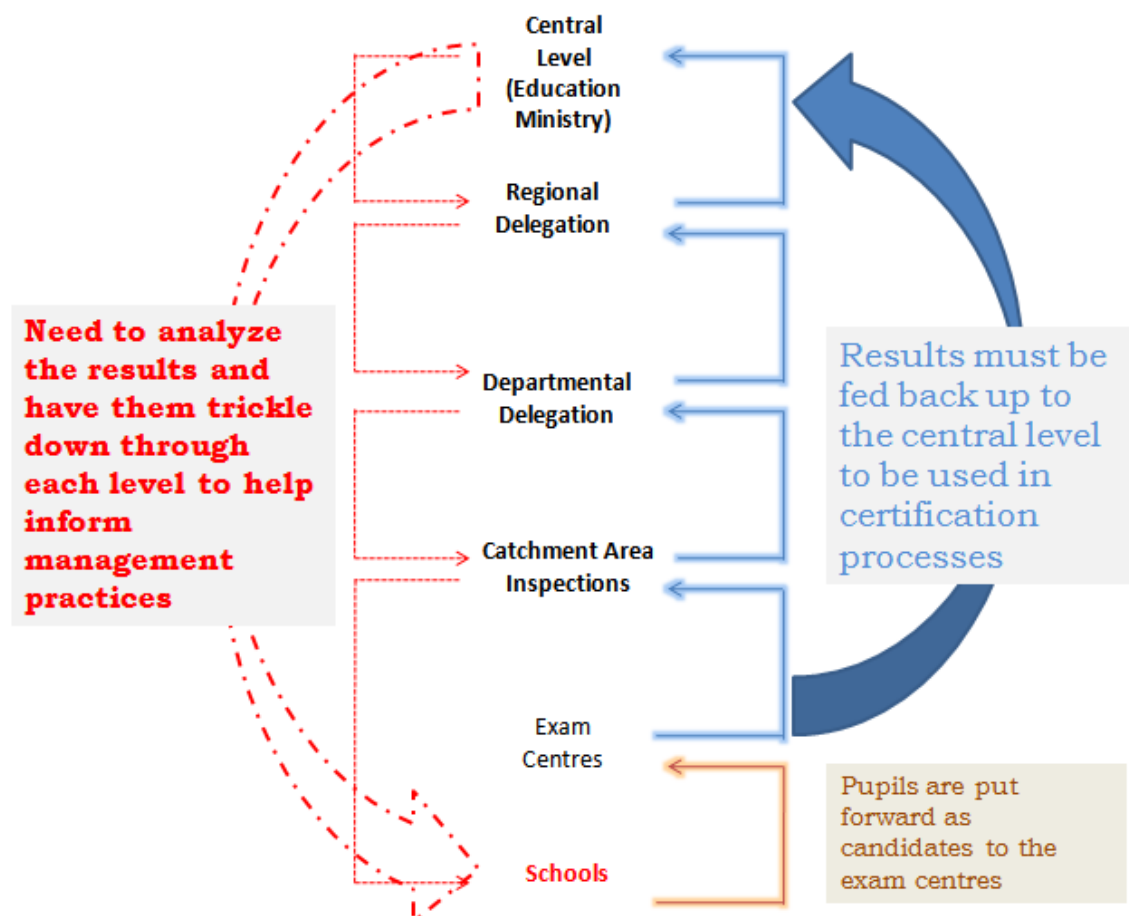 Central
Level
(Education
Ministry)
Regional
Delegation
Departmental
Delegation
Catchment Area
Inspections
Exam
Centres
Schools
Need to analyze
the results and
have them trickle
down through
each level to help
inform
management
practices
Results must be
fed back up to
the central level
to be used in
certification
processes
Pupils are put
forward as
candidates to the
exam centres